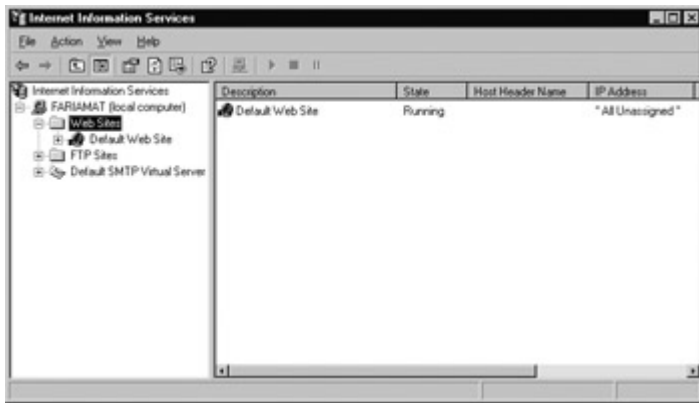 Internet Information Services
File Action View Help
Internet Information Services
FARIAMAT (local computer)
Web Sites
Default Web Site
FTP Sites
Default SMTP Virtual Server
Description State Host Header Name IP Address
Default Web Site Running * All Unassigned *